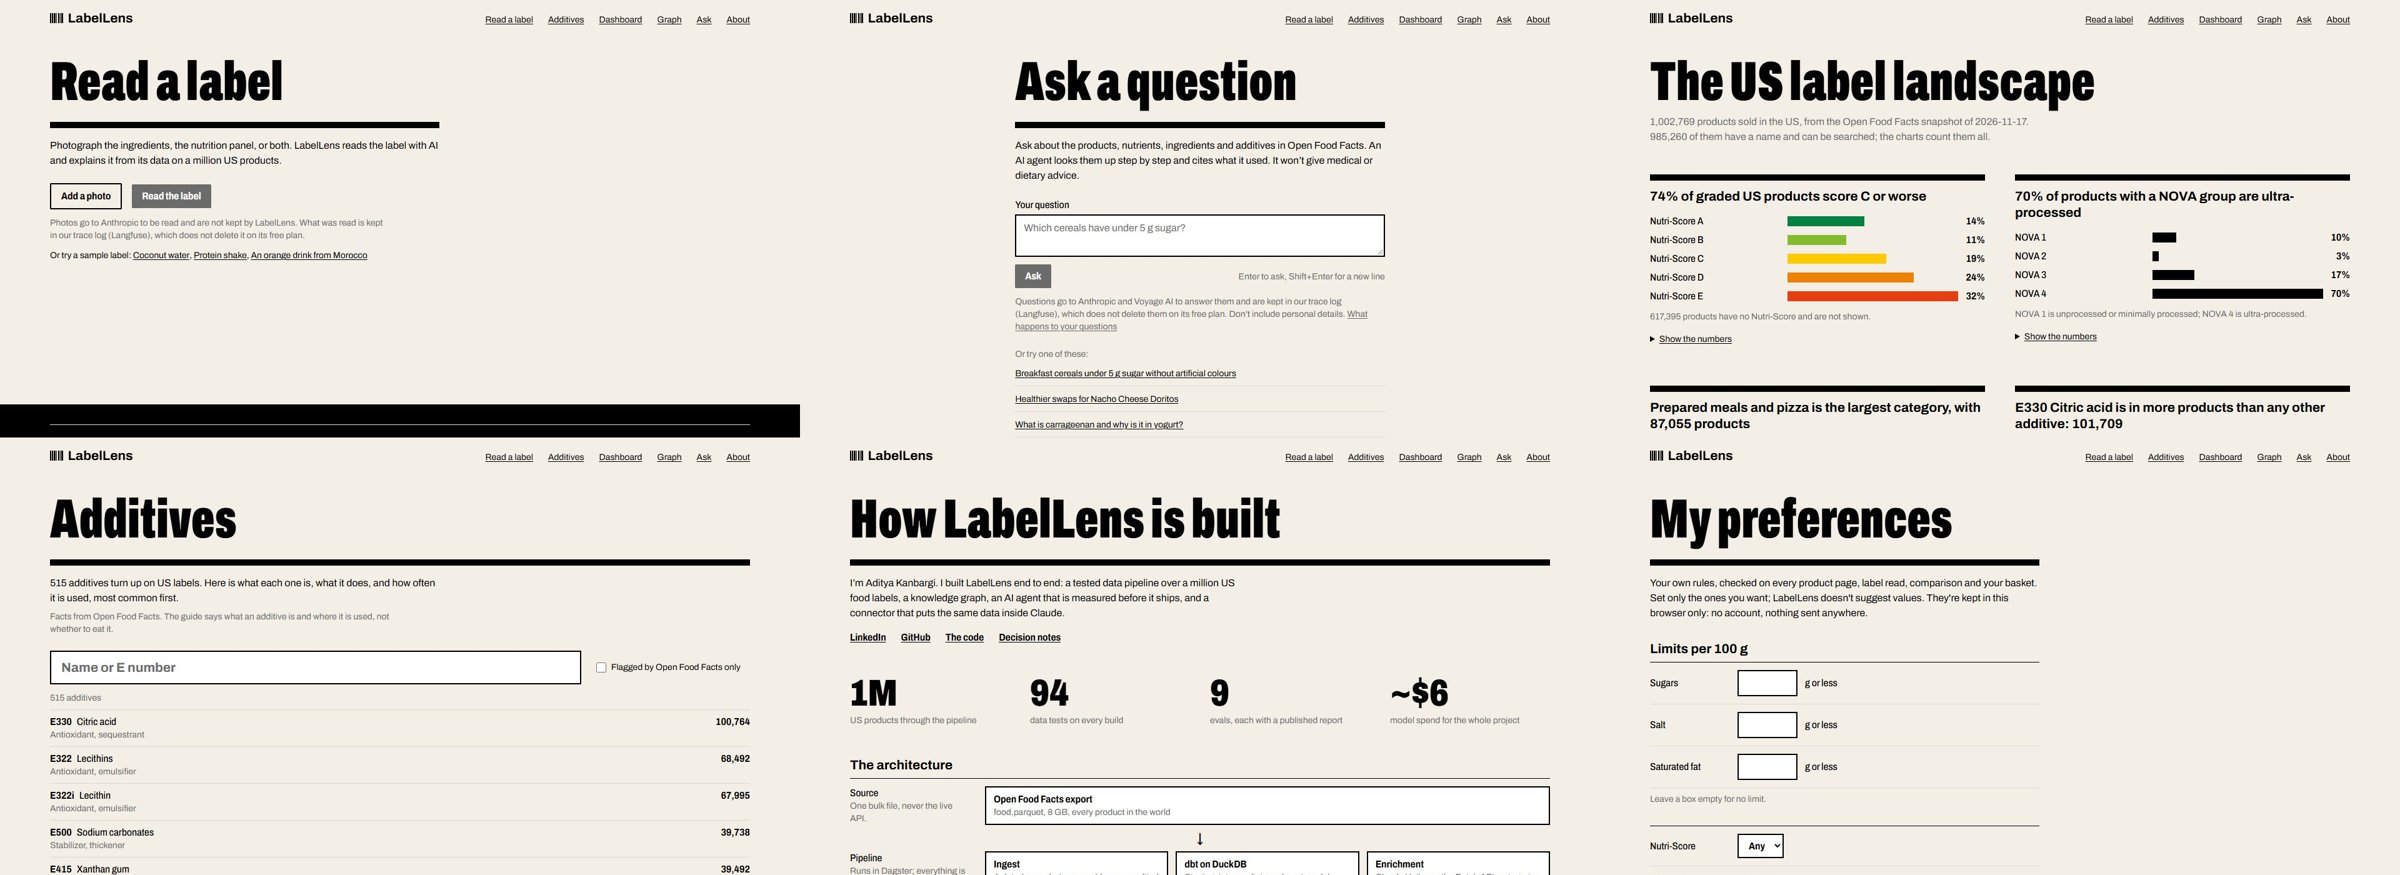 LabelLens
Read a label Additives Dashboard Graph Ask About
Read a label
Photograph the ingredients, the nutrition panel, or both. LabelLens reads the label with AI
and explains it from its data on a million US products.
Add a photo Read the label
Photos go to Anthropic to be read and are not kept by LabelLens. What was read is kept
in our trace log (Langfuse), which does not delete it on its free plan.
Or try a sample label: Coconut water, Protein shake, An orange drink from Morocco
LabelLens
Read a label Additives Dashboard Graph Ask About
Ask a question
Ask about the products, nutrients, ingredients and additives in Open Food Facts. An
AI agent looks them up step by step and cites what it used. It won't give medical or
dietary advice.
Your question
Which cereals have under 5 g sugar?
Ask
Enter to ask, Shift+Enter for a new line
Questions go to Anthropic and Voyage AI to answer them and are kept in our trace log
(Langfuse), which does not delete them on its free plan. Don't include personal details. What
happens to your questions
Or try one of these:
Breakfast cereals under 5 g sugar without artificial colours
Healthier swaps for Nacho Cheese Doritos
What is carrageenan and why is it in yogurt?
LabelLens
Read a label Additives Dashboard Graph Ask About
The US label landscape
1,002,769 products sold in the US, from the Open Food Facts snapshot of 2026-11-17.
985,260 of them have a name and can be searched; the charts count them all.
74% of graded US products score C or worse
Nutri-Score A 14%
Nutri-Score B 11%
Nutri-Score C 19%
Nutri-Score D 24%
Nutri-Score E 32%
617,395 products have no Nutri-Score and are not shown.
Show the numbers
70% of products with a NOVA group are ultra-
processed
NOVA 1 10%
NOVA 2 3%
NOVA 3 17%
NOVA 4 70%
NOVA 1 is unprocessed or minimally processed; NOVA 4 is ultra-processed.
Show the numbers
Prepared meals and pizza is the largest category, with
87,055 products
E330 Citric acid is in more products than any other
additive: 101,709
LabelLens
Read a label Additives Dashboard Graph Ask About
Additives
515 additives turn up on US labels. Here is what each one is, what it does, and how often
it is used, most common first.
Facts from Open Food Facts. The guide says what an additive is and where it is used, not
whether to eat it.
Name or E number
Flagged by Open Food Facts only
515 additives
E330 Citric acid 100,764
Antioxidant, sequestrant
E322 Lecithins 68,492
Antioxidant, emulsifier
E322i Lecithin 67,995
Antioxidant, emulsifier
E500 Sodium carbonates 39,738
Stabilizer, thickener
E415 Xanthan gum 39,492
LabelLens
Read a label Additives Dashboard Graph Ask About
How LabelLens is built
I'm Aditya Kanbargi. I built LabelLens end to end: a tested data pipeline over a million US
food labels, a knowledge graph, an AI agent that is measured before it ships, and a
connector that puts the same data inside Claude.
LinkedIn GitHub The code Decision notes
1M
US products through the pipeline
94
data tests on every build
9
evals, each with a published report
~$6
model spend for the whole project
The architecture
Source
One bulk file, never the live
API.
Open Food Facts export
food.parquet, 8 GB, every product in the world
↓
Pipeline
Runs in Dagster; everything is
Ingest
dbt on DuckDB
Enrichment
LabelLens
Read a label Additives Dashboard Graph Ask About
My preferences
Your own rules, checked on every product page, label read, comparison and your basket.
Set only the ones you want; LabelLens doesn't suggest values. They're kept in this
browser only: no account, nothing sent anywhere.
Limits per 100 g
Sugars g or less
Salt g or less
Saturated fat g or less
Leave a box empty for no limit.
Nutri-Score Any